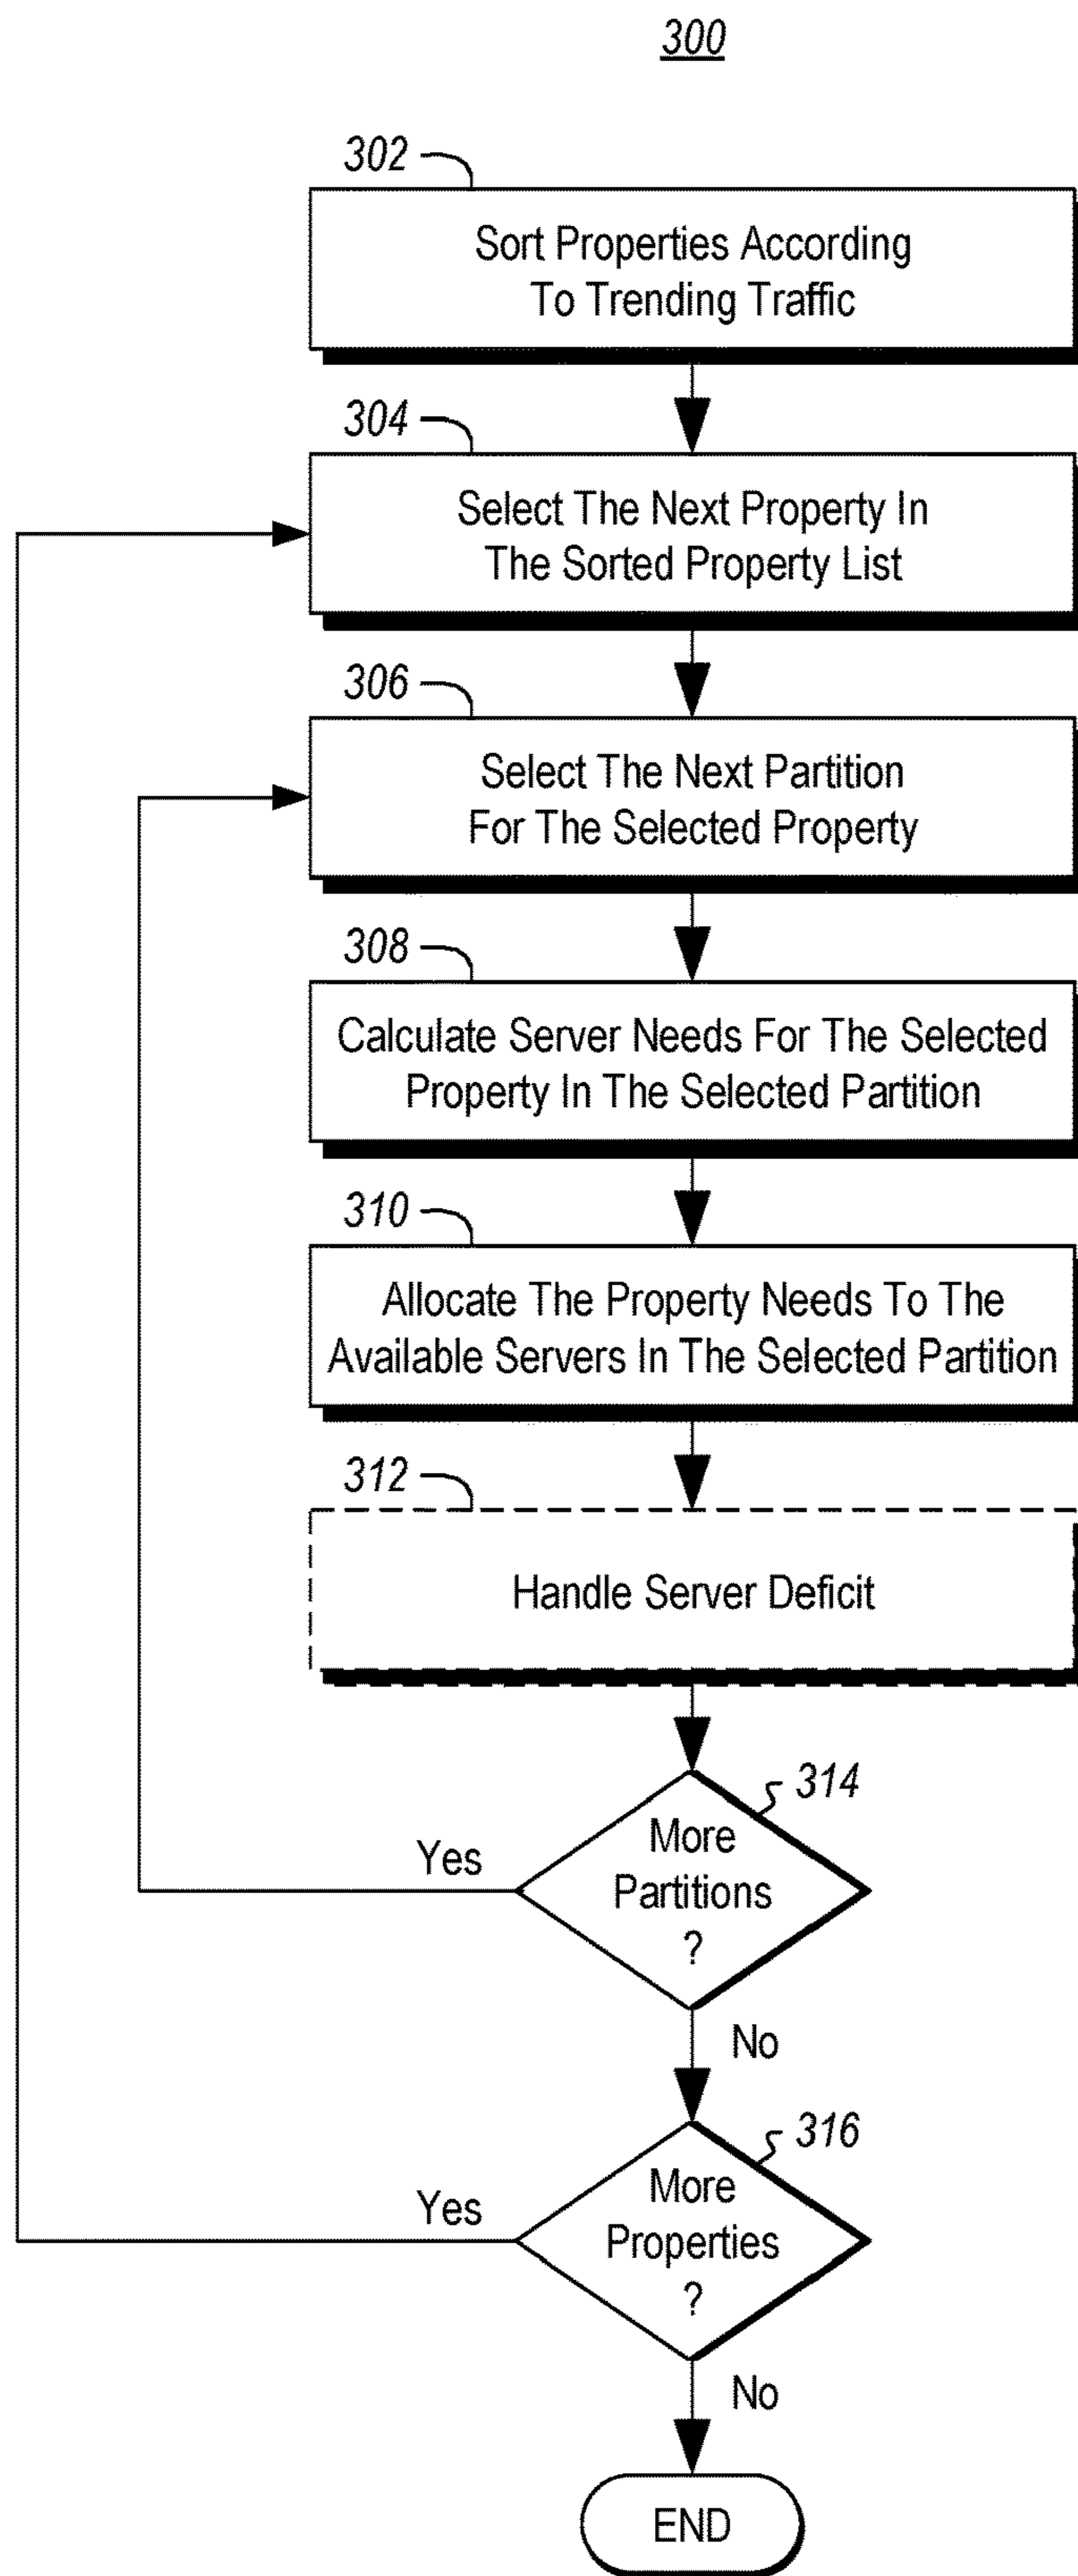 300
302
Sort Properties According
To Trending Traffic
304
Select The Next Property In
The Sorted Property List
306
Select The Next Partition
For The Selected Property
308
Calculate Server Needs For The Selected
Property In The Selected Partition
310
Allocate The Property Needs To The
Available Servers In The Selected Partition
312
Handle Server Deficit
314
More
Partitions
?
Yes
No
316
More
Properties
?
Yes
No
END